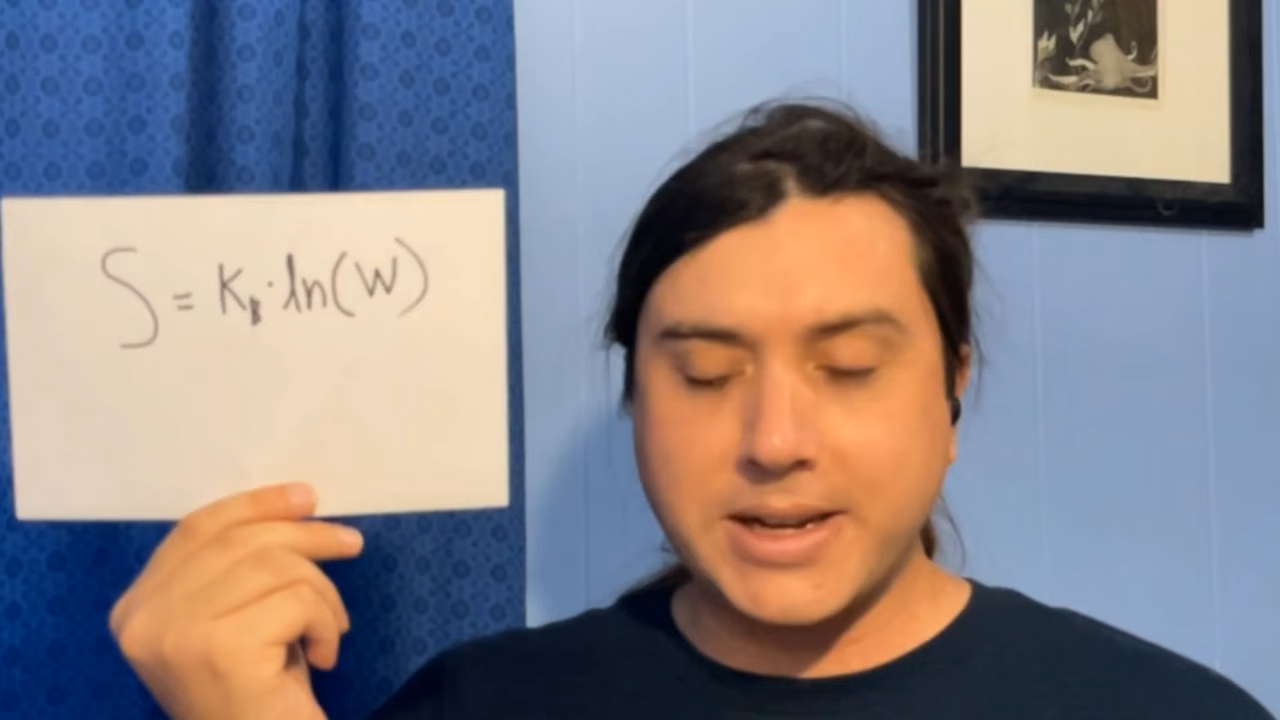 S = K_B · ln(W)